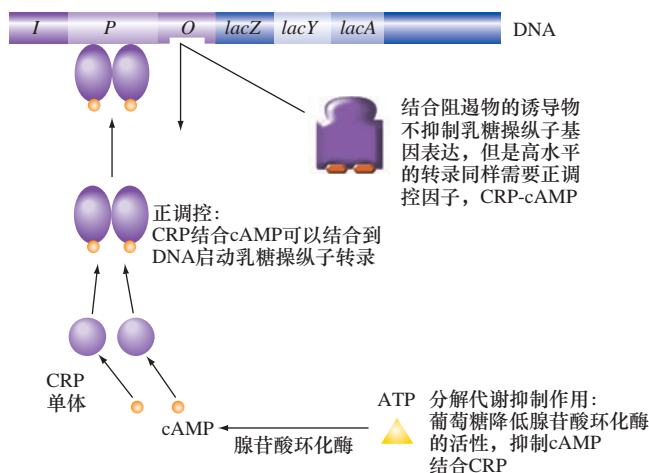 I P O lacZ lacY lacA DNA
结合阻遏物的诱导物
不抑制乳糖操纵子基
因表达，但是高水平
的转录同样需要正调
控因子，CRP-cAMP
正调控：
CRP结合cAMP可以结合到
DNA启动乳糖操纵子转录
CRP
单体
cAMP
腺苷酸环化酶
ATP
分解代谢抑制作用：
葡萄糖降低腺苷酸环化酶
的活性，抑制cAMP
结合CRP